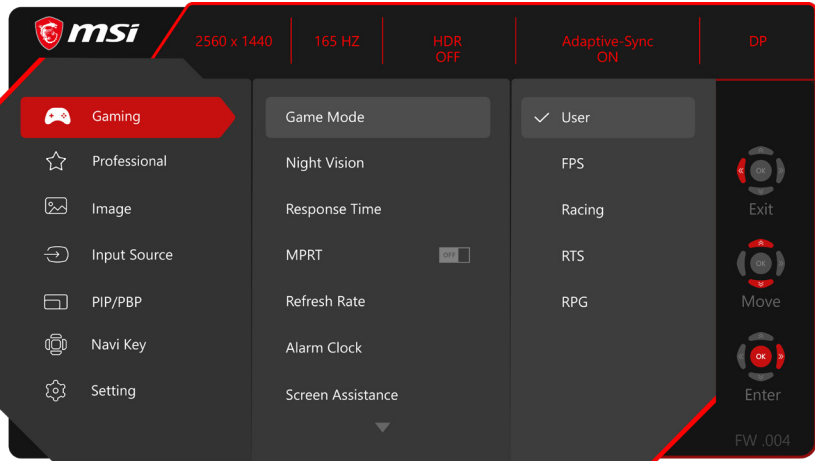 msi
2560 x 1440
165 HZ
HDR
OFF
Adaptive-Sync
ON
DP
Gaming
Professional
Image
Input Source
PIP/PBP
Navi Key
Setting
Game Mode
Night Vision
Response Time
MPRT OFF
Refresh Rate
Alarm Clock
Screen Assistance
User
FPS
Racing
RTS
RPG
OK
Exit
OK
Move
OK
Enter
FW .004